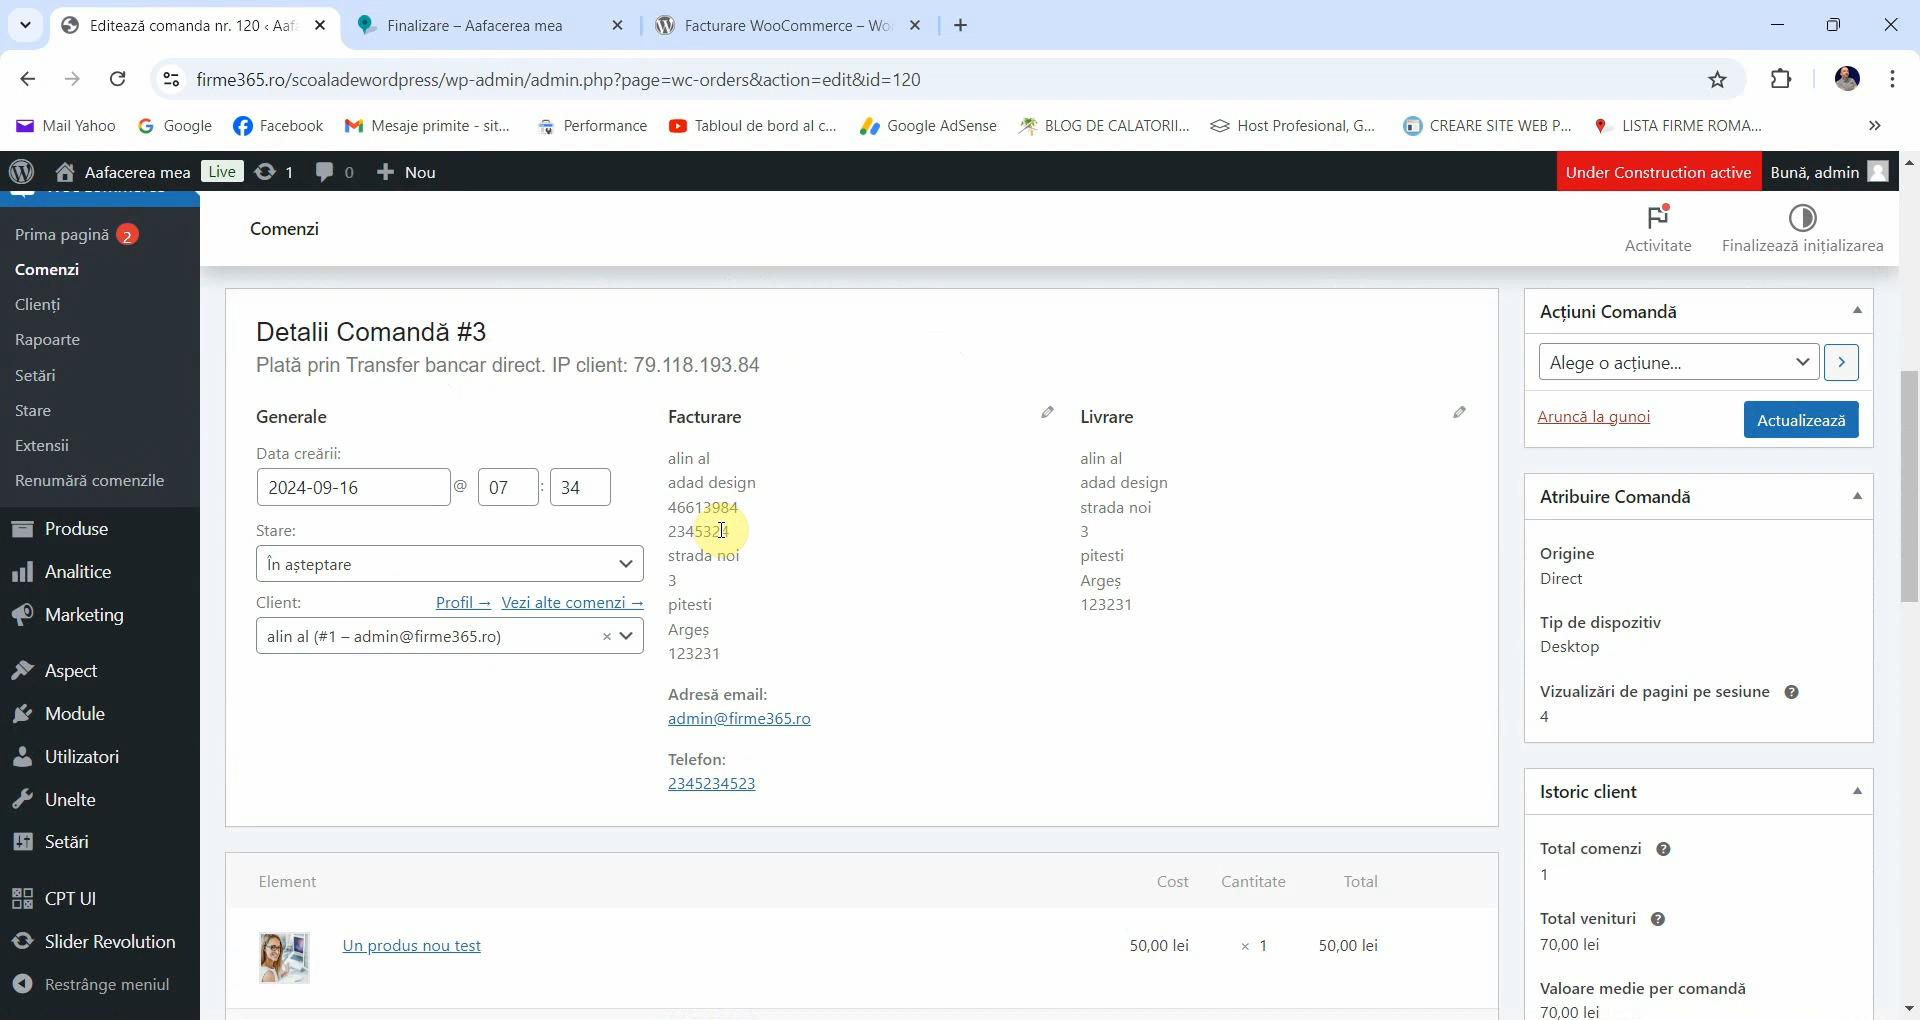 Editează comanda nr. 120 ‹ Aaf
Finalizare – Aafacerea mea
Facturare WooCommerce – Wo
firme365.ro/scoaladewordpress/wp-admin/admin.php?page=wc-orders&action=edit&id=120
Mail Yahoo
Google
Facebook
Mesaje primite - sit...
Performance
Tabloul de bord al c...
Google AdSense
BLOG DE CALATORII...
Host Profesional, G...
CREARE SITE WEB P...
LISTA FIRME ROMA...
Aafacerea mea
Live
1
0
Nou
Under Construction active
Bună, admin
Prima pagină 2
Comenzi
Clienți
Rapoarte
Setări
Stare
Extensii
Renumără comenzile
Produse
Analitice
Marketing
Aspect
Module
Utilizatori
Unelte
Setări
CPT UI
Slider Revolution
Restrânge meniul
Comenzi
Activitate
Finalizează inițializarea
Detalii Comandă #3
Plată prin Transfer bancar direct. IP client: 79.118.193.84
Generale
Data creării:
2024-09-16 @ 07 : 34
Stare:
În așteptare
Client:
Profil →
Vezi alte comenzi →
alin al (#1 – admin@firme365.ro) ×
Facturare
alin al
adad design
46613984
2345324
strada noi
3
pitesti
Argeș
123231
Adresă email:
admin@firme365.ro
Telefon:
2345234523
Livrare
alin al
adad design
strada noi
3
pitesti
Argeș
123231
Element
Cost
Cantitate
Total
Un produs nou test
50,00 lei
× 1
50,00 lei
Acțiuni Comandă
Alege o acțiune...
Aruncă la gunoi
Actualizează
Atribuire Comandă
Origine
Direct
Tip de dispozitiv
Desktop
Vizualizări de pagini pe sesiune
4
Istoric client
Total comenzi
1
Total venituri
70,00 lei
Valoare medie per comandă
70,00 lei